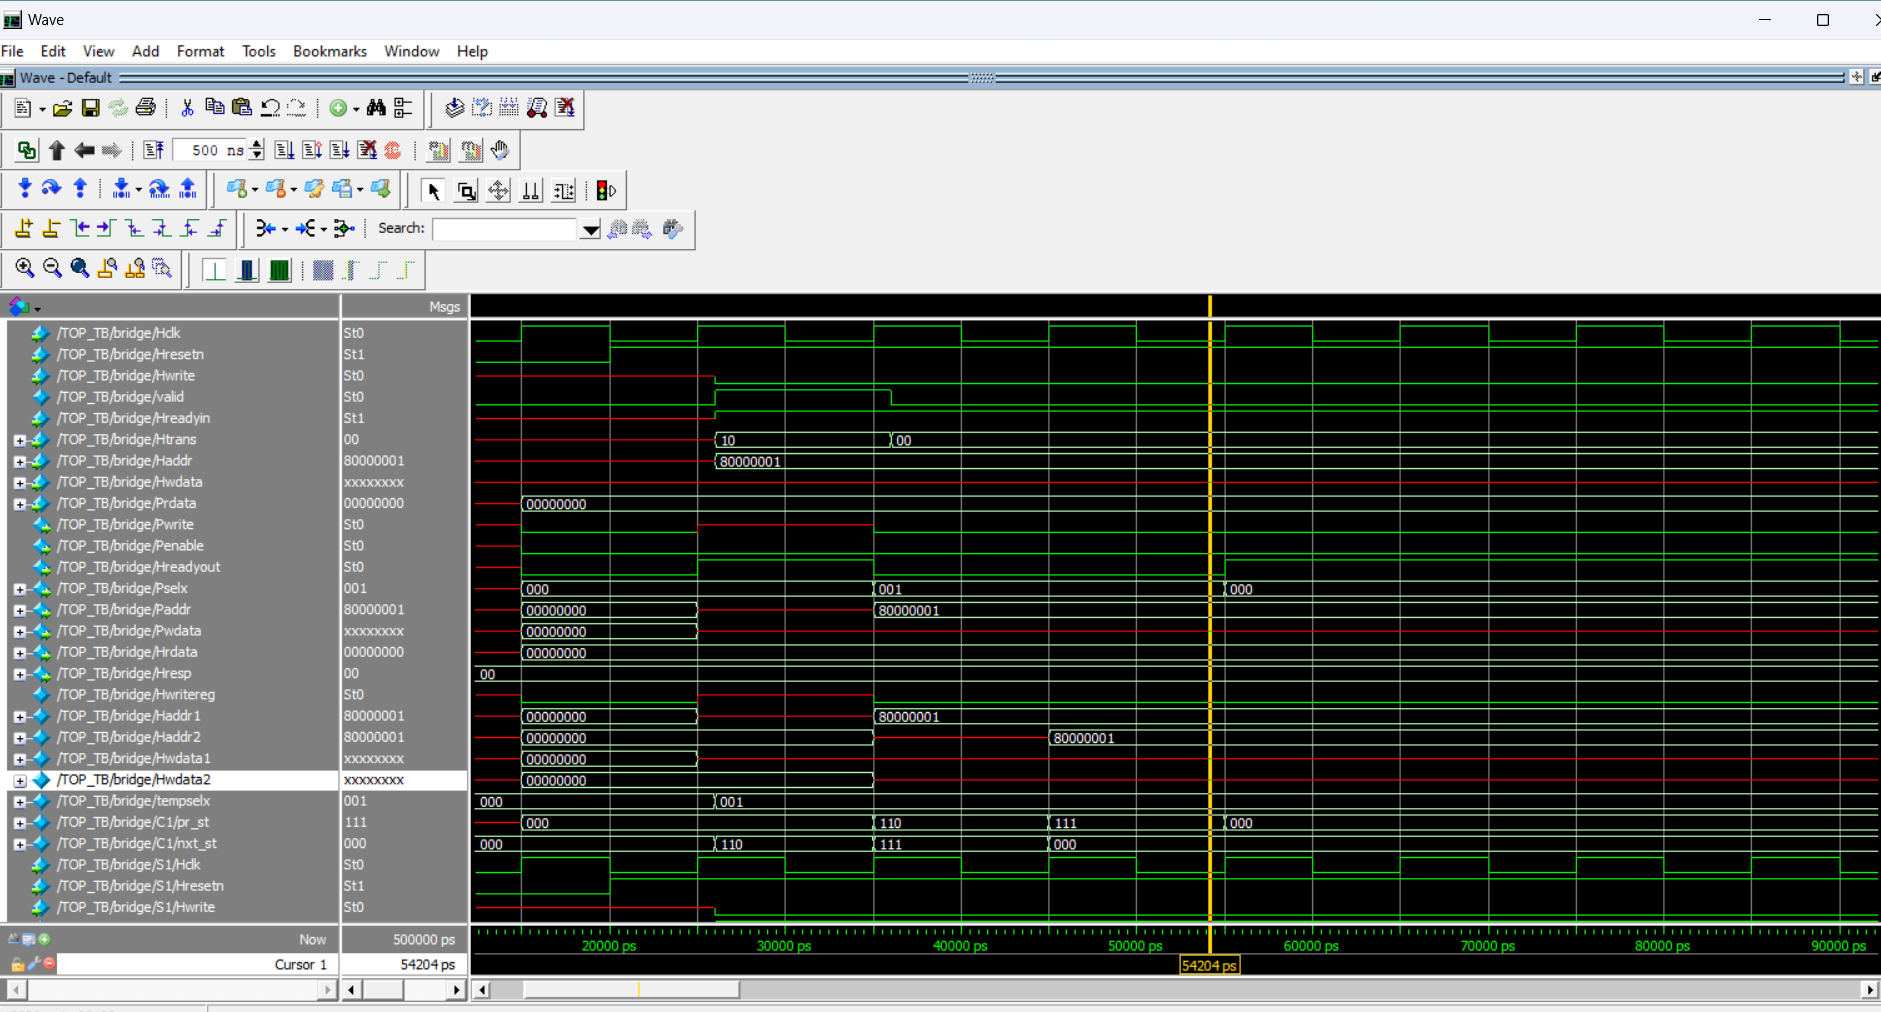 Wave
File Edit View Add Format Tools Bookmarks Window Help
Wave - Default
500 ns
Search:
Msgs
/TOP_TB/bridge/Hclk St0
/TOP_TB/bridge/Hresetn St1
/TOP_TB/bridge/Hwrite St0
/TOP_TB/bridge/valid St0
/TOP_TB/bridge/Hreadyin St1
/TOP_TB/bridge/Htrans 00 10 00
/TOP_TB/bridge/Haddr 80000001 80000001
/TOP_TB/bridge/Hwdata xxxxxxxx
/TOP_TB/bridge/Prdata 00000000 00000000
/TOP_TB/bridge/Pwrite St0
/TOP_TB/bridge/Penable St0
/TOP_TB/bridge/Hreadyout St0
/TOP_TB/bridge/Pselx 001 000 001 000
/TOP_TB/bridge/Paddr 80000001 00000000 80000001
/TOP_TB/bridge/Pwdata xxxxxxxx 00000000
/TOP_TB/bridge/Hrdata 00000000 00000000
/TOP_TB/bridge/Hresp 00 00
/TOP_TB/bridge/Hwritereg St0
/TOP_TB/bridge/Haddr1 80000001 00000000 80000001
/TOP_TB/bridge/Haddr2 80000001 00000000 80000001
/TOP_TB/bridge/Hwdata1 xxxxxxxx 00000000
/TOP_TB/bridge/Hwdata2 xxxxxxxx 00000000
/TOP_TB/bridge/tempselx 001 000 001
/TOP_TB/bridge/C1/pr_st 111 000 110 111 000
/TOP_TB/bridge/C1/nxt_st 000 000 110 111 000
/TOP_TB/bridge/S1/Hclk St0
/TOP_TB/bridge/S1/Hresetn St1
/TOP_TB/bridge/S1/Hwrite St0
Now 500000 ps 20000 ps 30000 ps 40000 ps 50000 ps 60000 ps 70000 ps 80000 ps 90000 ps
Cursor 1 54204 ps 54204 ps